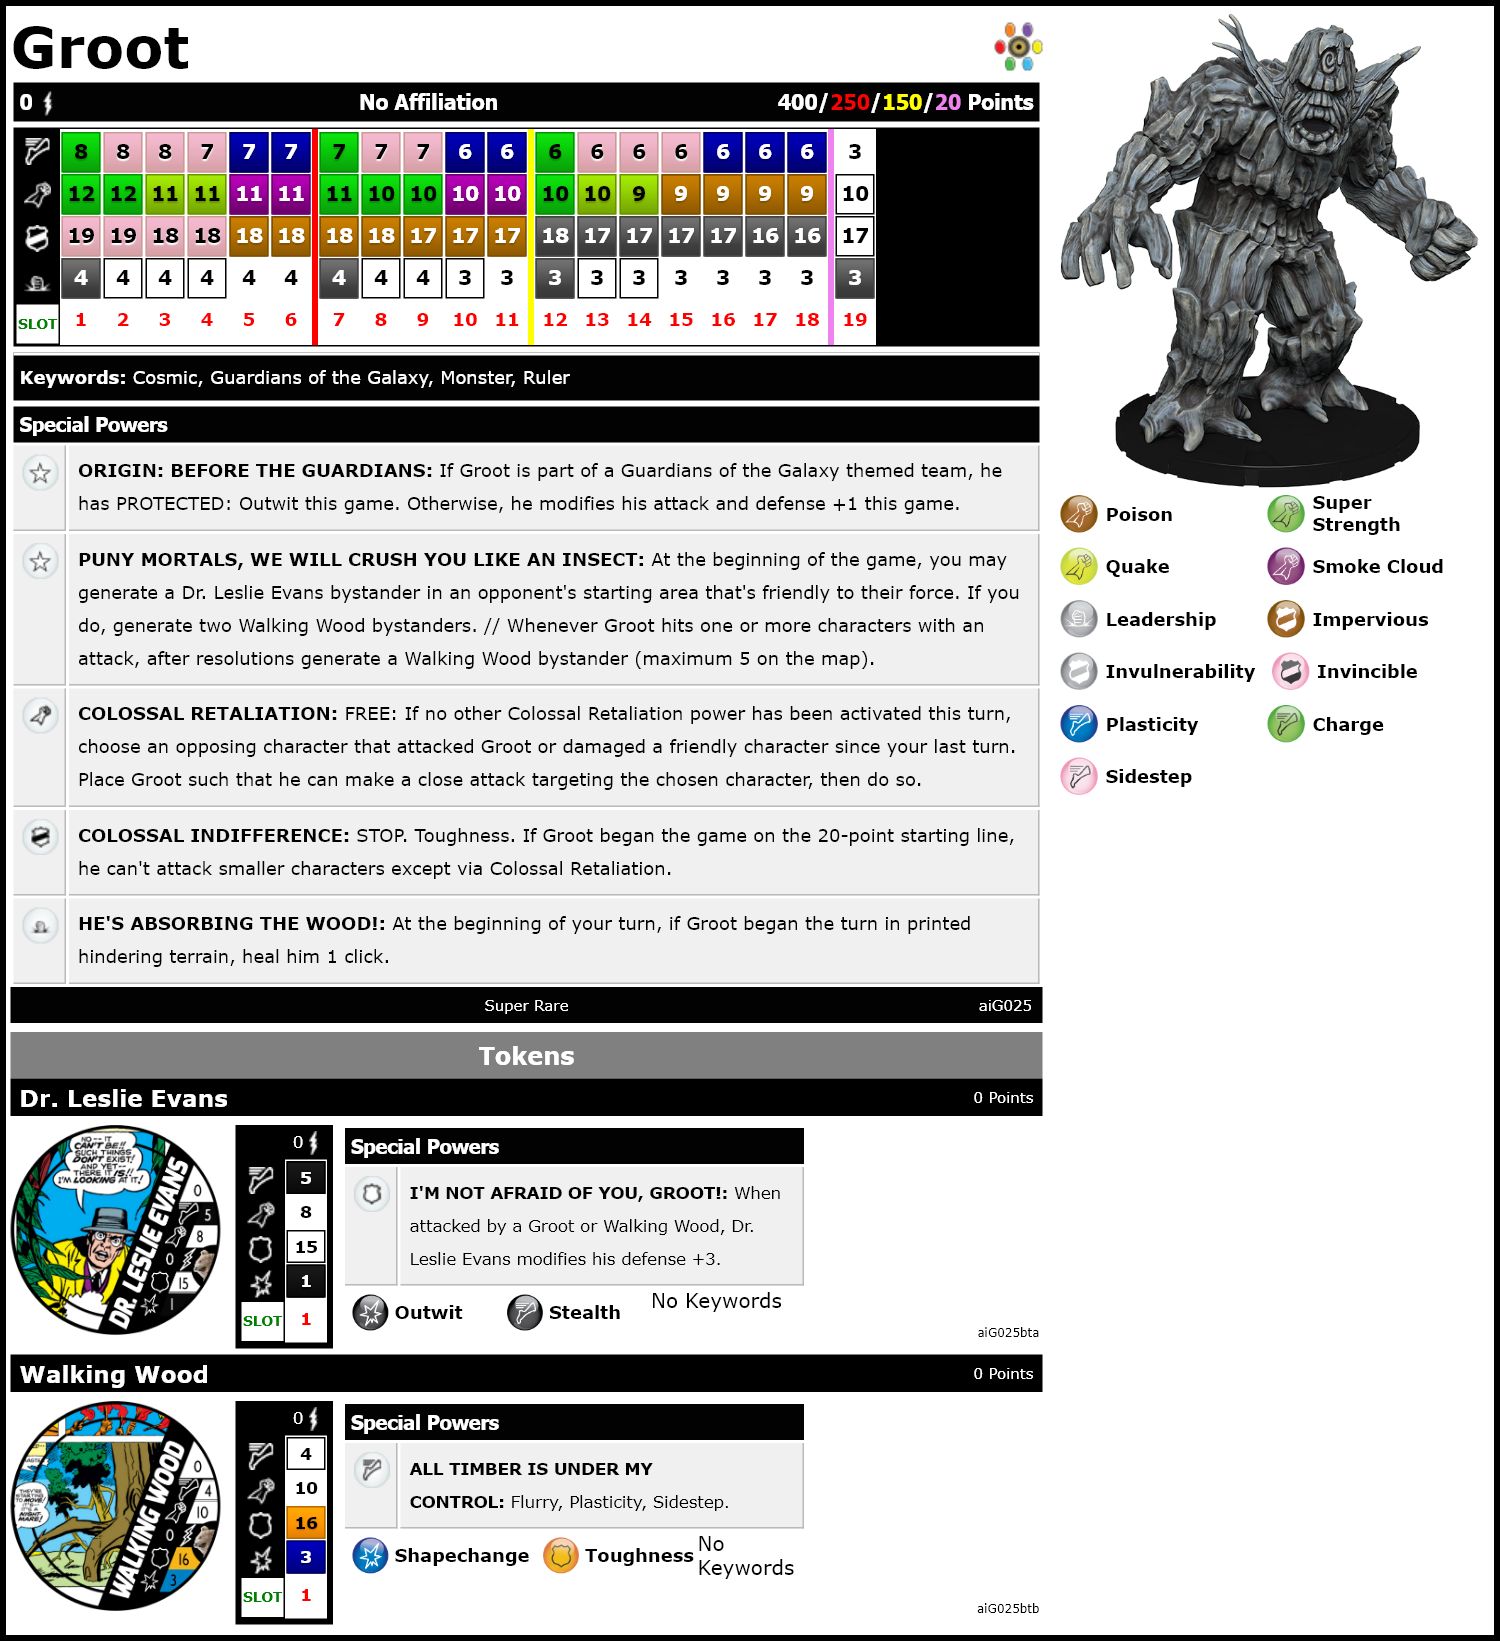 Groot
0 No Affiliation 400/250/150/20 Points
8 8 8 7 7 7 7 7 7 6 6 6 6 6 6 6 6 6 3
12 12 11 11 11 11 11 10 10 10 10 10 10 9 9 9 9 9 10
19 19 18 18 18 18 18 18 17 17 17 18 17 17 17 17 16 16 17
4 4 4 4 4 4 4 4 4 3 3 3 3 3 3 3 3 3 3
SLOT 1 2 3 4 5 6 7 8 9 10 11 12 13 14 15 16 17 18 19
Keywords: Cosmic, Guardians of the Galaxy, Monster, Ruler
Special Powers
ORIGIN: BEFORE THE GUARDIANS: If Groot is part of a Guardians of the Galaxy themed team, he
has PROTECTED: Outwit this game. Otherwise, he modifies his attack and defense +1 this game.
PUNY MORTALS, WE WILL CRUSH YOU LIKE AN INSECT: At the beginning of the game, you may
generate a Dr. Leslie Evans bystander in an opponent's starting area that's friendly to their force. If you
do, generate two Walking Wood bystanders. // Whenever Groot hits one or more characters with an
attack, after resolutions generate a Walking Wood bystander (maximum 5 on the map).
COLOSSAL RETALIATION: FREE: If no other Colossal Retaliation power has been activated this turn,
choose an opposing character that attacked Groot or damaged a friendly character since your last turn.
Place Groot such that he can make a close attack targeting the chosen character, then do so.
COLOSSAL INDIFFERENCE: STOP. Toughness. If Groot began the game on the 20-point starting line,
he can't attack smaller characters except via Colossal Retaliation.
HE'S ABSORBING THE WOOD!: At the beginning of your turn, if Groot began the turn in printed
hindering terrain, heal him 1 click.
Super Rare aiG025
Poison Super
Strength
Quake Smoke Cloud
Leadership Impervious
Invulnerability Invincible
Plasticity Charge
Sidestep
Tokens
Dr. Leslie Evans 0 Points
NO -- IT
CAN'T BE!!
SUCH THINGS
DON'T EXIST!
AND YET--
THERE IT IS!!
I'M LOOKING AT IT!
DR. LESLIE EVANS
0
5
8
0
15
1
0
5
8
15
1
SLOT 1
Special Powers
I'M NOT AFRAID OF YOU, GROOT!: When
attacked by a Groot or Walking Wood, Dr.
Leslie Evans modifies his defense +3.
Outwit Stealth No Keywords
aiG025bta
Walking Wood 0 Points
THEY'RE
STARTING
TO MOVE!
IT'S--
IT'S A
NIGHT-
MARE!
WALKING WOOD
0
4
10
0
16
3
0
4
10
16
3
SLOT 1
Special Powers
ALL TIMBER IS UNDER MY
CONTROL: Flurry, Plasticity, Sidestep.
Shapechange Toughness No
Keywords
aiG025btb